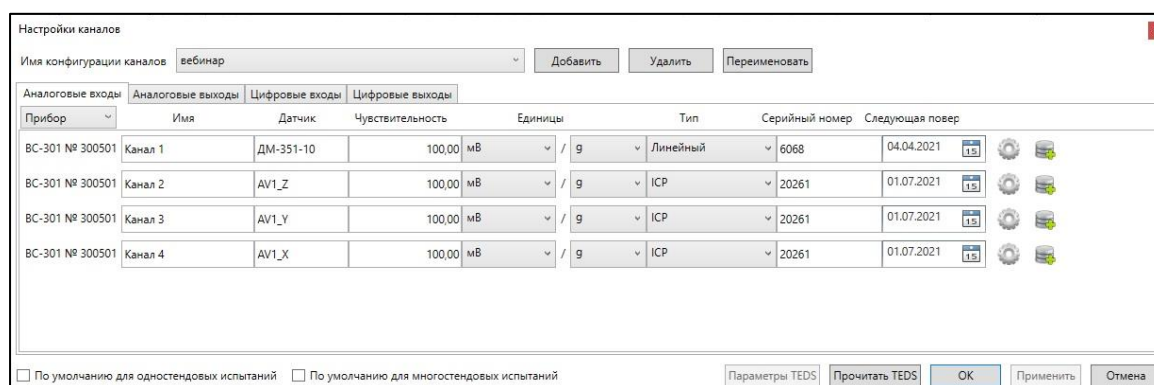 Настройки каналов
Имя конфигурации каналов вебинар Добавить Удалить Переименовать
Аналоговые входы Аналоговые выходы Цифровые входы Цифровые выходы
Прибор Имя Датчик Чувствительность Единицы Тип Серийный номер Следующая повер
ВС-301 № 300501 Канал 1 ДМ-351-10 100,00 мВ / g Линейный 6068 04.04.2021 15
ВС-301 № 300501 Канал 2 AV1_Z 100,00 мВ / g ICP 20261 01.07.2021 15
ВС-301 № 300501 Канал 3 AV1_Y 100,00 мВ / g ICP 20261 01.07.2021 15
ВС-301 № 300501 Канал 4 AV1_X 100,00 мВ / g ICP 20261 01.07.2021 15
По умолчанию для одностендовых испытаний По умолчанию для многостендовых испытаний Параметры TEDS Прочитать TEDS OK Применить Отмена